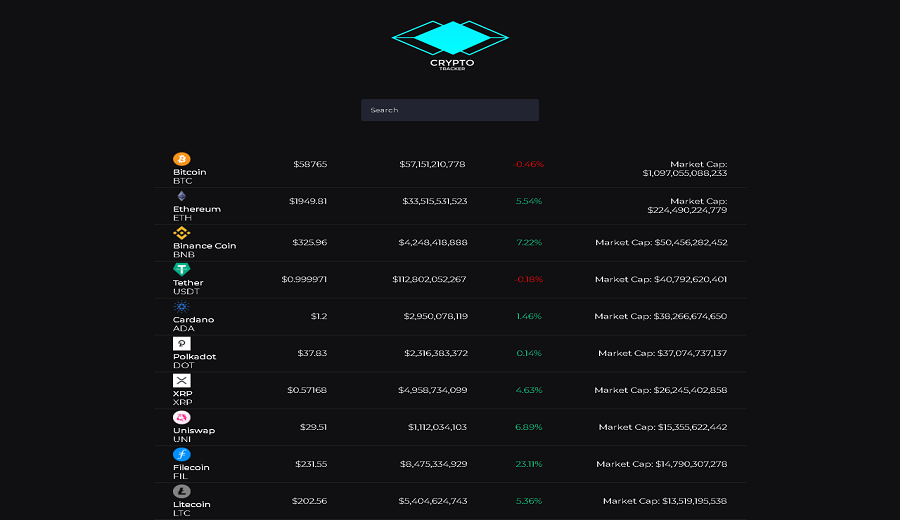 CRYPTO
TRACKER
Search
Bitcoin
BTC
$58765
$57,151,210,778
-0.46%
Market Cap:
$1,097,055,088,233
Ethereum
ETH
$1949.81
$33,515,531,523
5.54%
Market Cap:
$224,490,224,779
Binance Coin
BNB
$325.96
$4,248,418,888
7.22%
Market Cap: $50,456,282,452
Tether
USDT
$0.999971
$112,802,052,267
-0.18%
Market Cap: $40,792,620,401
Cardano
ADA
$1.2
$2,950,078,119
1.46%
Market Cap: $38,266,674,650
Polkadot
DOT
$37.83
$2,316,383,372
0.14%
Market Cap: $37,074,737,137
XRP
XRP
$0.57168
$4,958,734,099
4.63%
Market Cap: $26,245,402,858
Uniswap
UNI
$29.51
$1,112,034,103
6.89%
Market Cap: $15,355,622,442
Filecoin
FIL
$231.55
$8,475,334,929
23.11%
Market Cap: $14,790,307,278
Litecoin
LTC
$202.56
$5,404,624,743
5.36%
Market Cap: $13,519,195,538